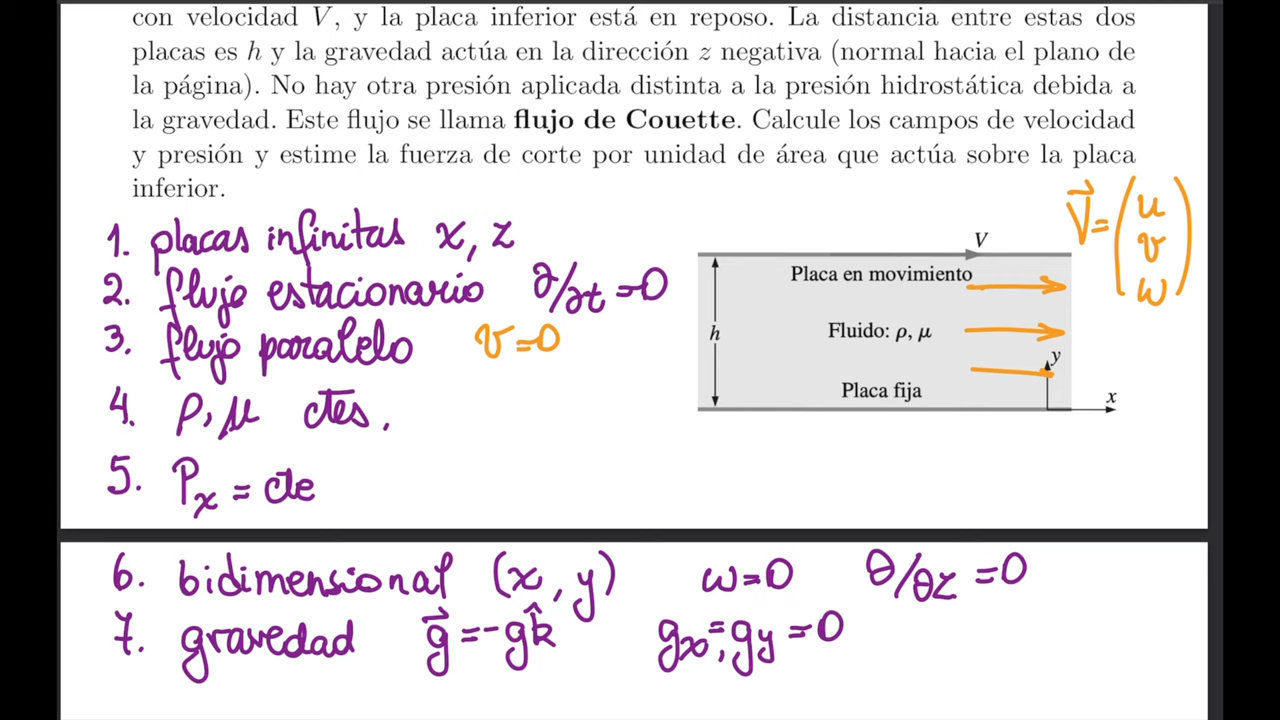 con velocidad V, y la placa inferior está en reposo. La distancia entre estas dos
placas es h y la gravedad actúa en la dirección z negativa (normal hacia el plano de
la página). No hay otra presión aplicada distinta a la presión hidrostática debida a
la gravedad. Este flujo se llama flujo de Couette. Calcule los campos de velocidad
y presión y estime la fuerza de corte por unidad de área que actúa sobre la placa
inferior.
1. placas infinitas x, z
2. flujo estacionario ∂/∂t = 0
3. flujo paralelo v=0
4. ρ, μ ctes.
5. Pₓ = cte
V⃗ = (u v w)
V
Placa en movimiento
h
Fluido: ρ, μ
y
Placa fija
x
6. bidimensional (x, y) w=0 ∂/∂z = 0
7. gravedad g⃗ = -gk̂ gx = ; gy = 0